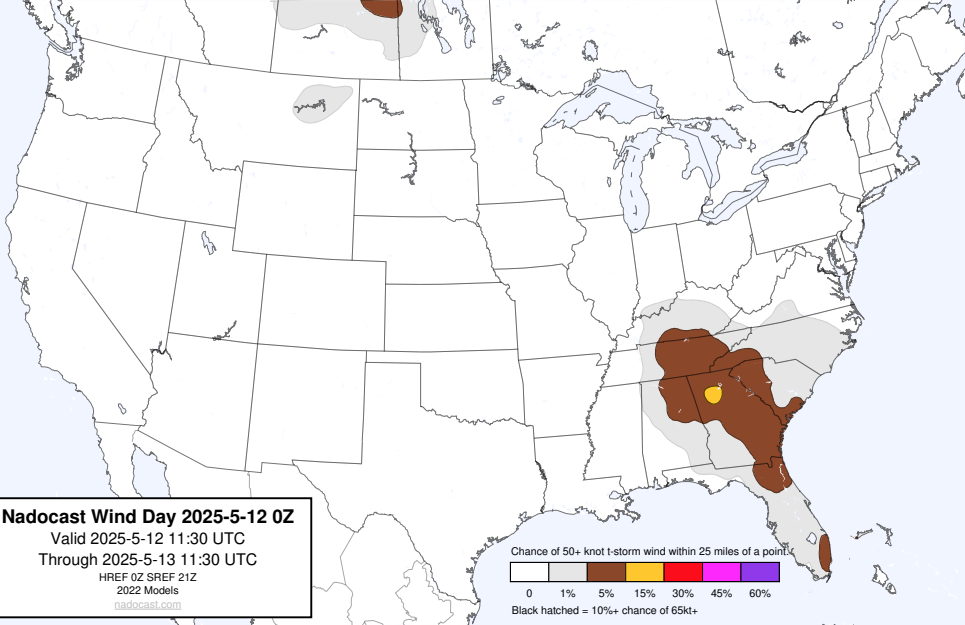 Nadocast Wind Day 2025-5-12 0Z
Valid 2025-5-12 11:30 UTC
Through 2025-5-13 11:30 UTC
HREF 0Z SREF 21Z
2022 Models
nadocast.com
Chance of 50+ knot t-storm wind within 25 miles of a point.
0 1% 5% 15% 30% 45% 60%
Black hatched = 10%+ chance of 65kt+